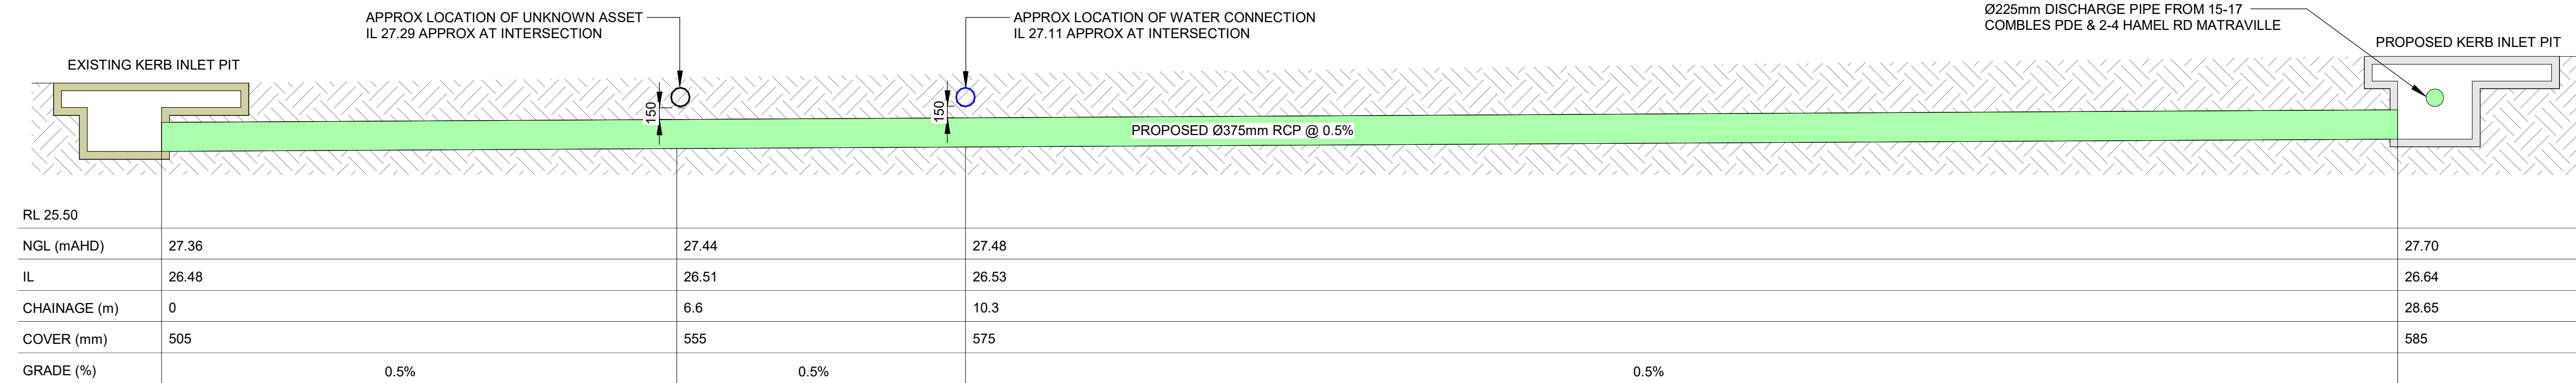 APPROX LOCATION OF UNKNOWN ASSET
IL 27.29 APPROX AT INTERSECTION
APPROX LOCATION OF WATER CONNECTION
IL 27.11 APPROX AT INTERSECTION
Ø225mm DISCHARGE PIPE FROM 15-17
COMBLES PDE & 2-4 HAMEL RD MATRAVILLE
PROPOSED KERB INLET PIT
EXISTING KERB INLET PIT
150
150
PROPOSED Ø375mm RCP @ 0.5%
RL 25.50
NGL (mAHD) 27.36 27.44 27.48 27.70
IL 26.48 26.51 26.53 26.64
CHAINAGE (m) 0 6.6 10.3 28.65
COVER (mm) 505 555 575 585
GRADE (%) 0.5% 0.5% 0.5%